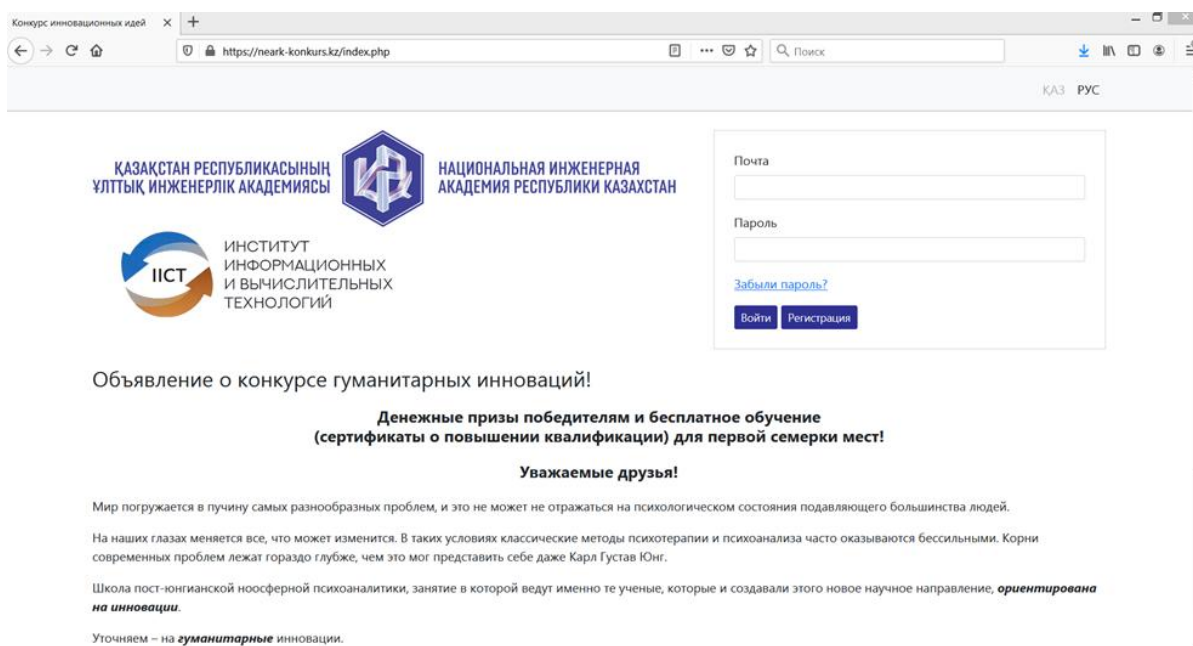 Конкурс инновационных идей
https://neark-konkurs.kz/index.php
Поиск
ҚАЗ РУС
ҚАЗАҚСТАН РЕСПУБЛИКАСЫНЫҢ
ҰЛТТЫҚ ИНЖЕНЕРЛІК АКАДЕМИЯСЫ
НАЦИОНАЛЬНАЯ ИНЖЕНЕРНАЯ
АКАДЕМИЯ РЕСПУБЛИКИ КАЗАХСТАН
IICT
ИНСТИТУТ
ИНФОРМАЦИОННЫХ
И ВЫЧИСЛИТЕЛЬНЫХ
ТЕХНОЛОГИЙ
Почта
Пароль
Забыли пароль?
Войти Регистрация
Объявление о конкурсе гуманитарных инноваций!
Денежные призы победителям и бесплатное обучение
(сертификаты о повышении квалификации) для первой семерки мест!
Уважаемые друзья!
Мир погружается в пучину самых разнообразных проблем, и это не может не отражаться на психологическом состояния подавляющего большинства людей.
На наших глазах меняется все, что может изменится. В таких условиях классические методы психотерапии и психоанализа часто оказываются бессильными. Корни
современных проблем лежат гораздо глубже, чем это мог представить себе даже Карл Густав Юнг.
Школа пост-юнгианской ноосферной психоаналитики, занятие в которой ведут именно те ученые, которые и создавали этого новое научное направление, ориентирована
на инновации.
Уточняем – на гуманитарные инновации.